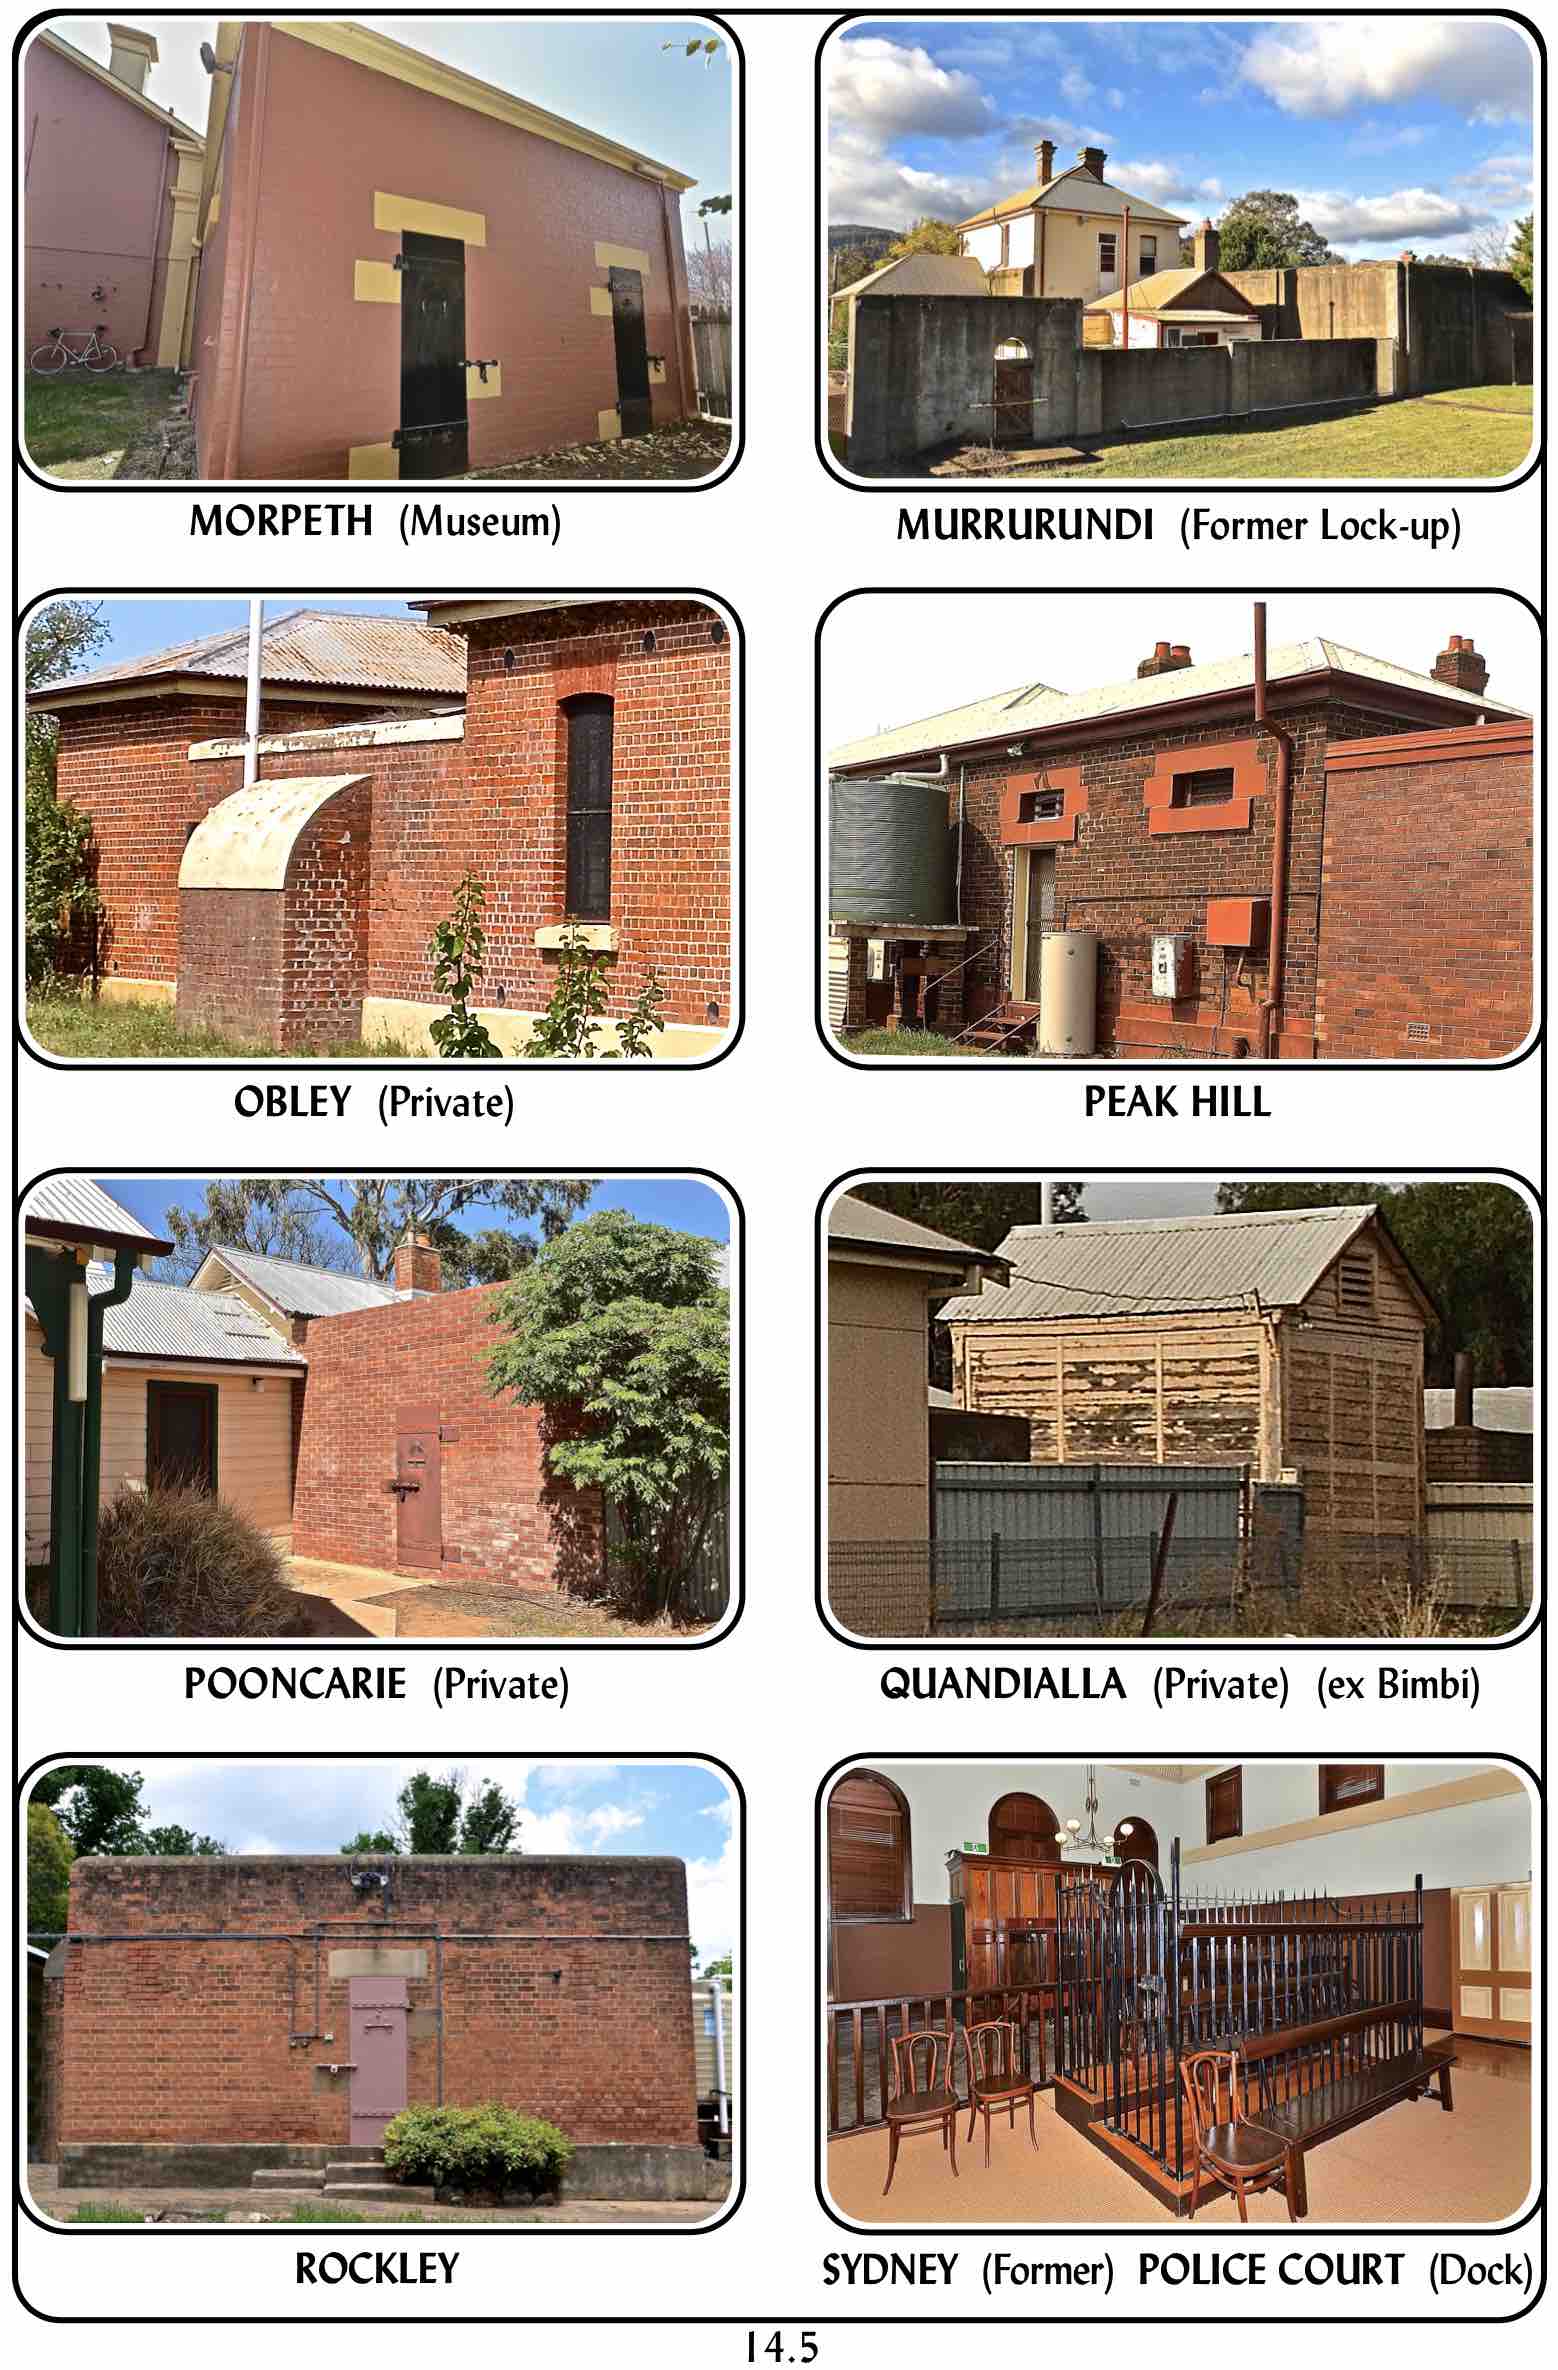 MORPETH (Museum)
MURRURUNDI (Former Lock-up)
OBLEY (Private)
PEAK HILL
POONCARIE (Private)
QUANDIALLA (Private) (ex Bimbi)
ROCKLEY
SYDNEY (Former) POLICE COURT (Dock)
14.5